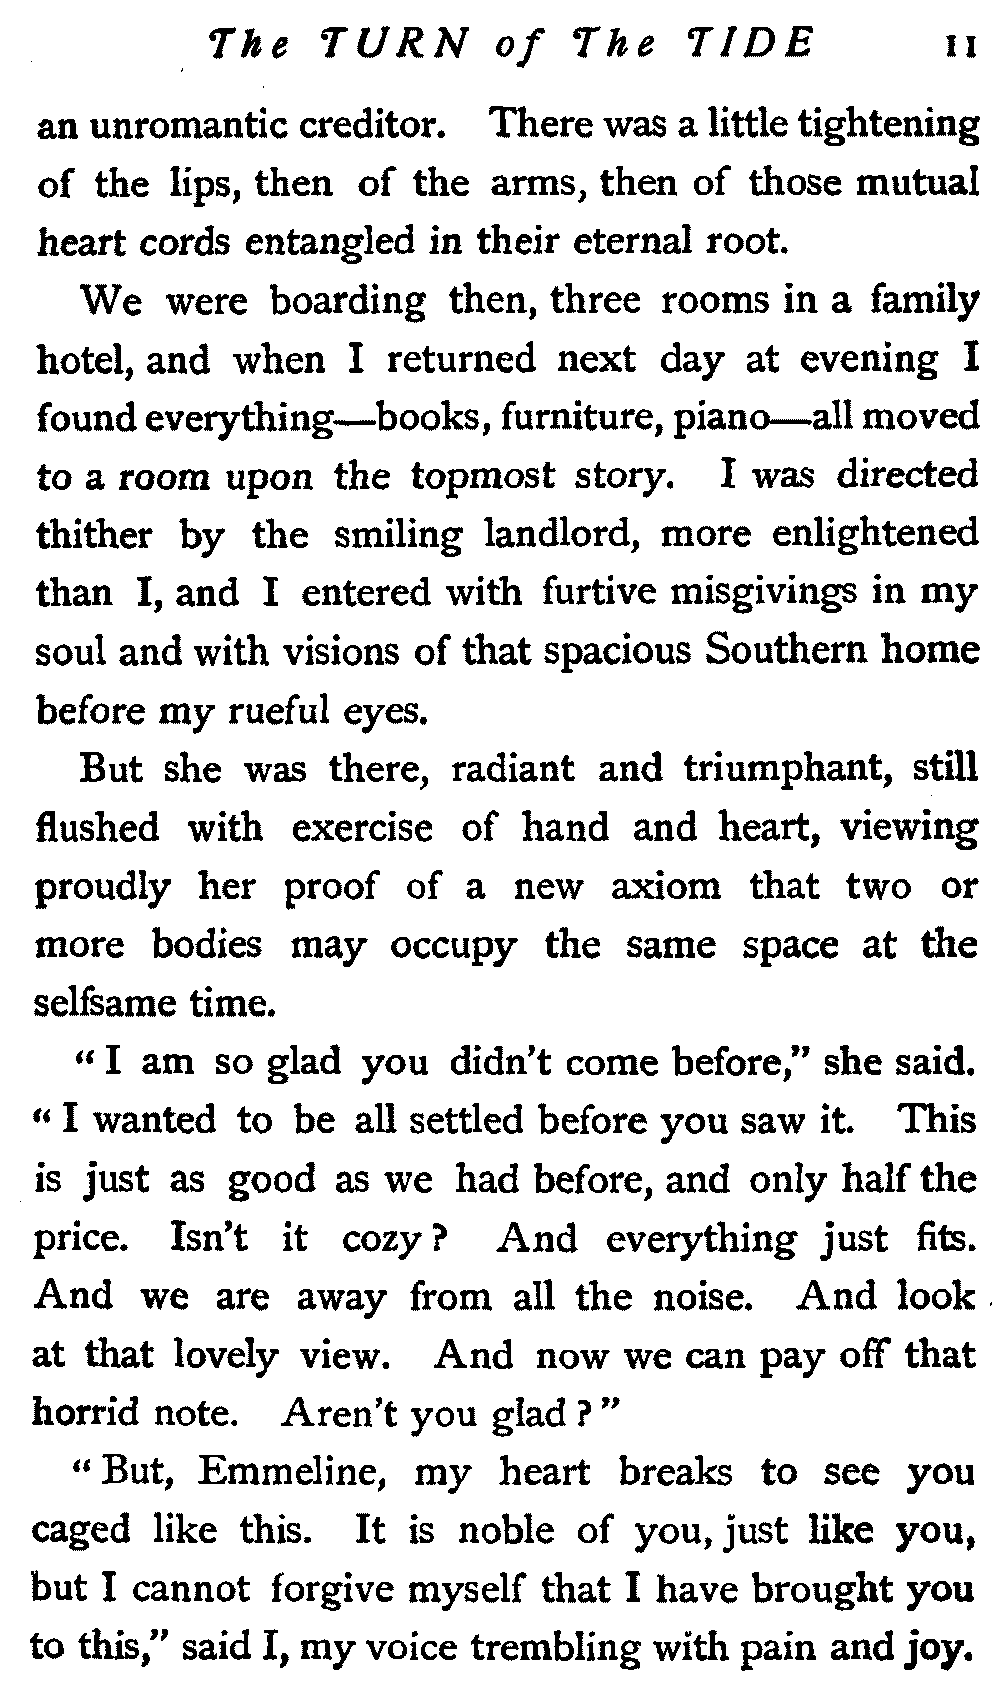 The TURN of The TIDE 11
an unromantic creditor. There was a little tightening
of the lips, then of the arms, then of those mutual
heart cords entangled in their eternal root.
We were boarding then, three rooms in a family
hotel, and when I returned next day at evening I
found everything—books, furniture, piano—all moved
to a room upon the topmost story. I was directed
thither by the smiling landlord, more enlightened
than I, and I entered with furtive misgivings in my
soul and with visions of that spacious Southern home
before my rueful eyes.
But she was there, radiant and triumphant, still
flushed with exercise of hand and heart, viewing
proudly her proof of a new axiom that two or
more bodies may occupy the same space at the
selfsame time.
“ I am so glad you didn't come before,” she said.
“ I wanted to be all settled before you saw it. This
is just as good as we had before, and only half the
price. Isn't it cozy ? And everything just fits.
And we are away from all the noise. And look
at that lovely view. And now we can pay off that
horrid note. Aren't you glad ? ”
“ But, Emmeline, my heart breaks to see you
caged like this. It is noble of you, just like you,
but I cannot forgive myself that I have brought you
to this,” said I, my voice trembling with pain and joy.